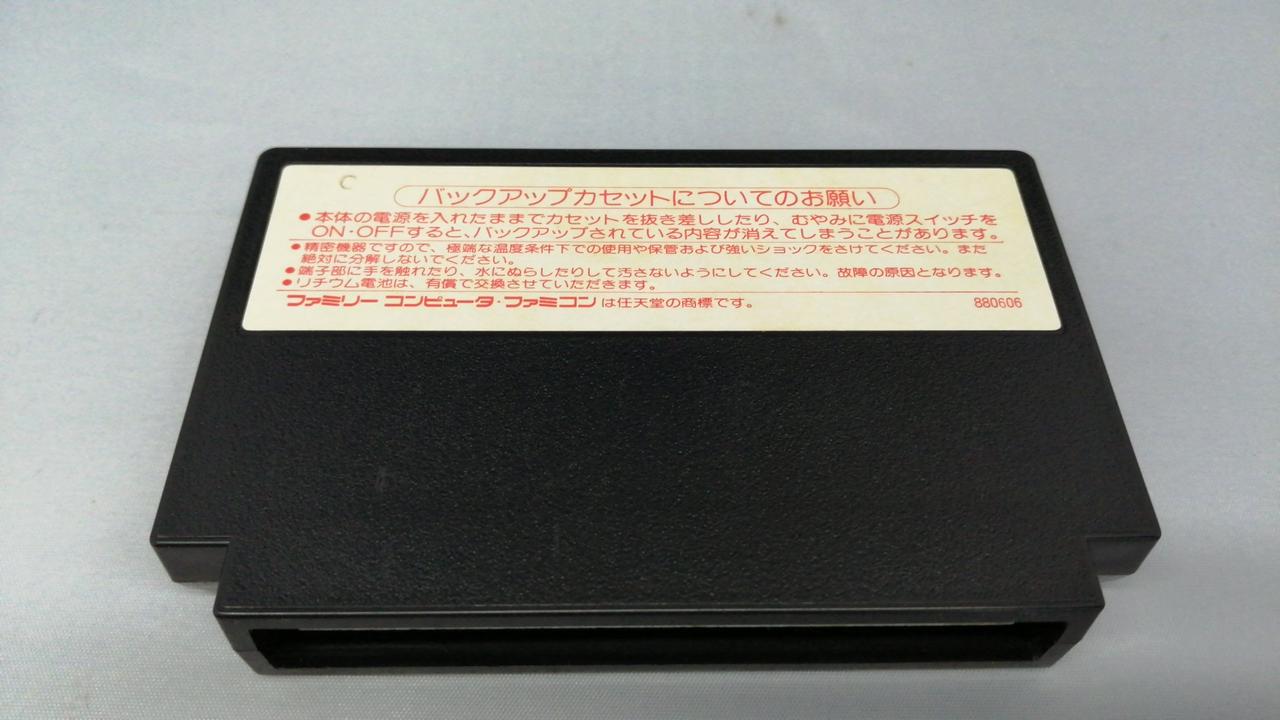 バックアップカセットについてのお願い
●本体の電源を入れたままでカセットを抜き差ししたり、むやみに電源スイッチを
ON・OFFすると、バックアップされている内容が消えてしまうことがあります。
●精密機器ですので、極端な温度条件下での使用や保管および強いショックをさけてください。また
絶対に分解しないでください。
●端子部に手を触れたり、水にぬらしたりして汚さないようにしてください。故障の原因となります。
●リチウム電池は、有償で交換させていただきます。
ファミリーコンピュータ・ファミコンは任天堂の商標です。 880606